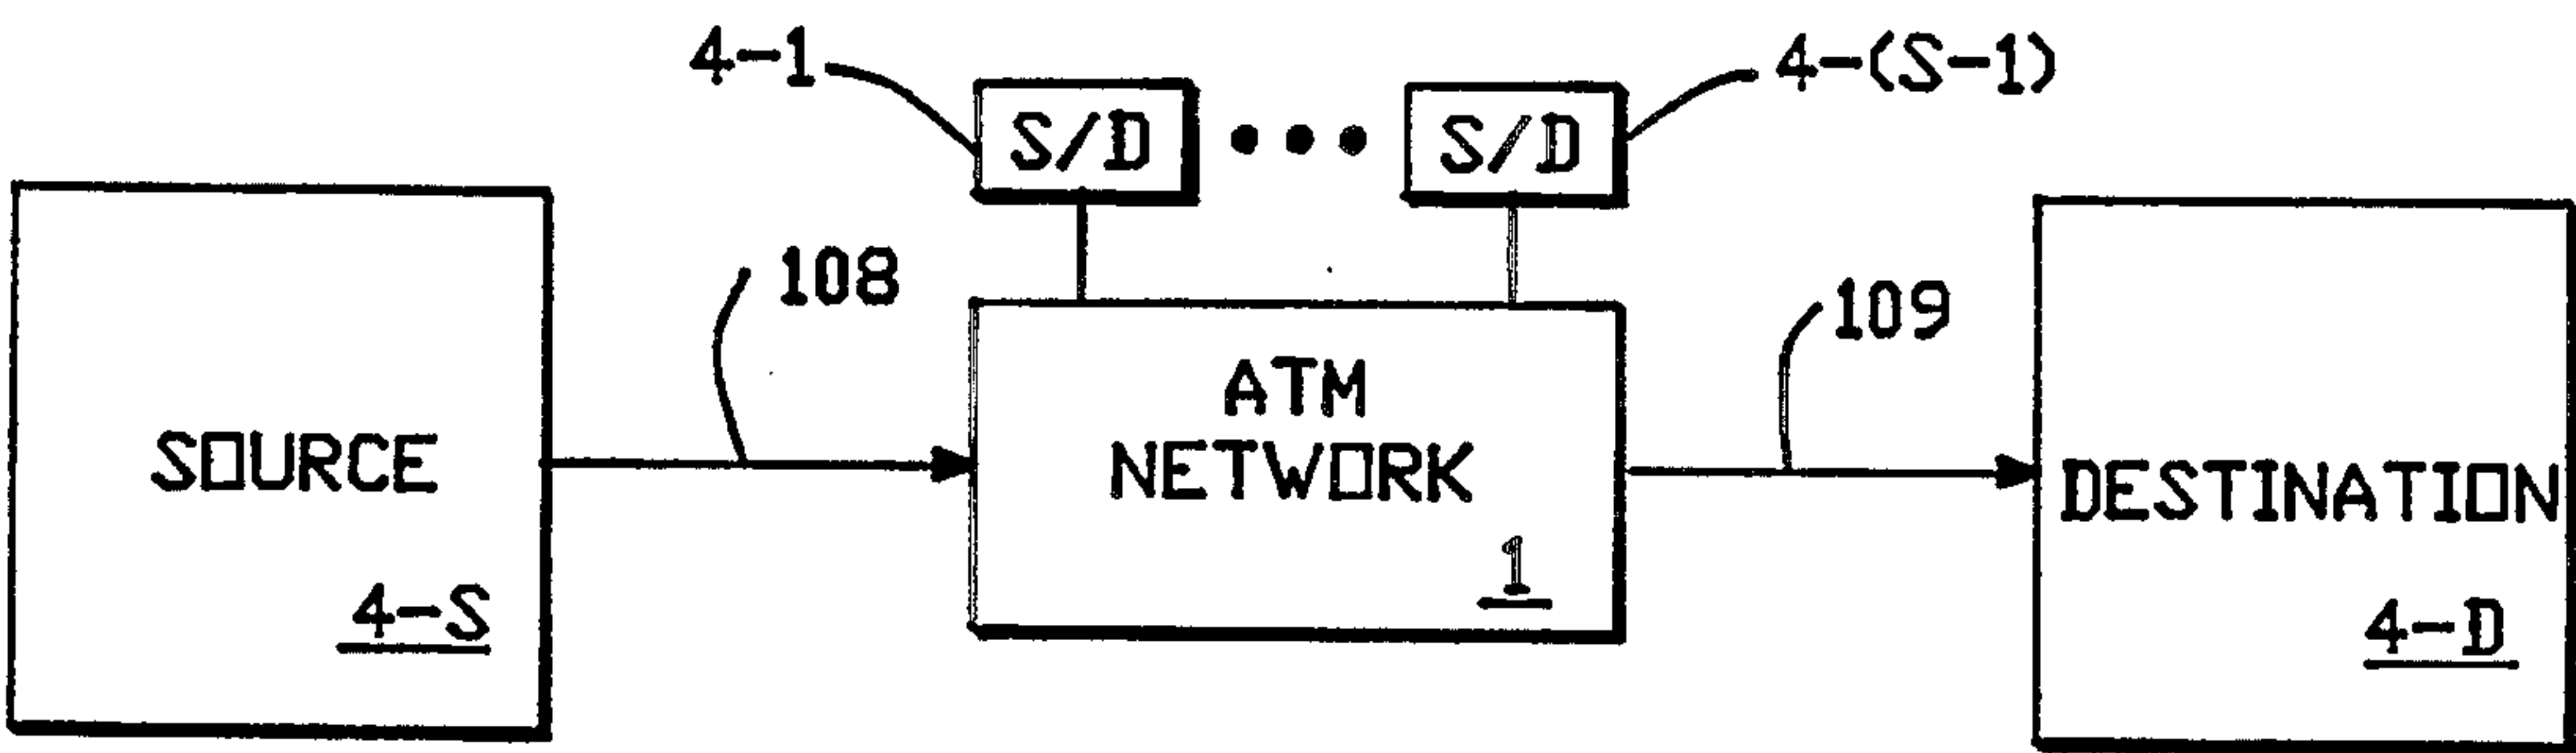 4-1
4-(S-1)
S/D
S/D
108
109
ATM
NETWORK
1
SOURCE
4-S
DESTINATION
4-D